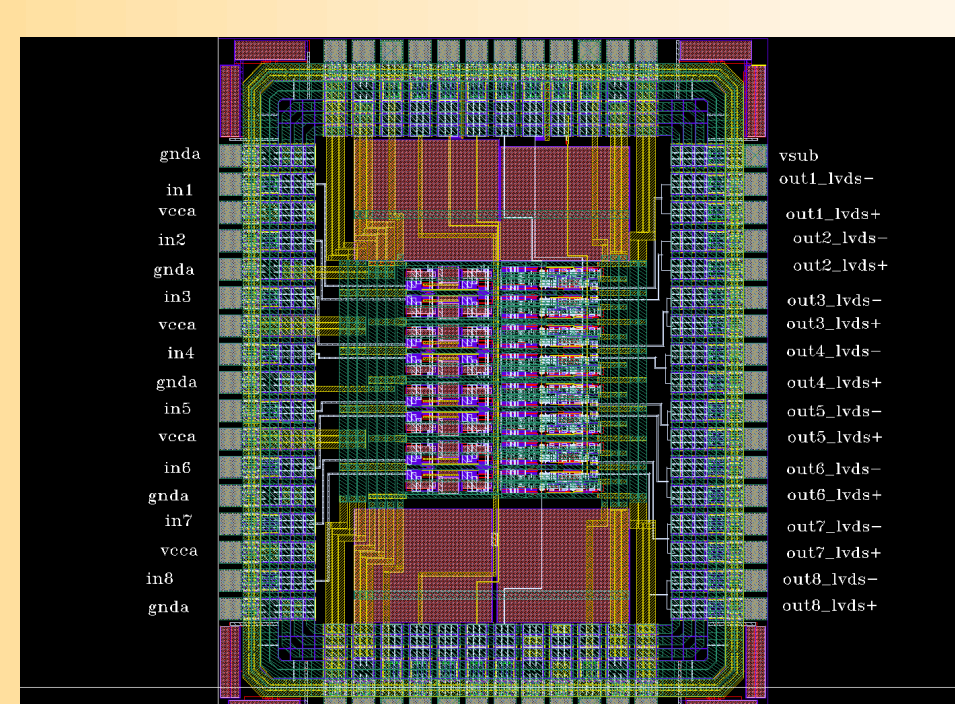 gnda
in1
vcca
in2
gnda
in3
vcca
in4
gnda
in5
vcca
in6
gnda
in7
vcca
in8
gnda
vsub
out1_lvds-
out1_lvds+
out2_lvds-
out2_lvds+
out3_lvds-
out3_lvds+
out4_lvds-
out4_lvds+
out5_lvds-
out5_lvds+
out6_lvds-
out6_lvds+
out7_lvds-
out7_lvds+
out8_lvds-
out8_lvds+